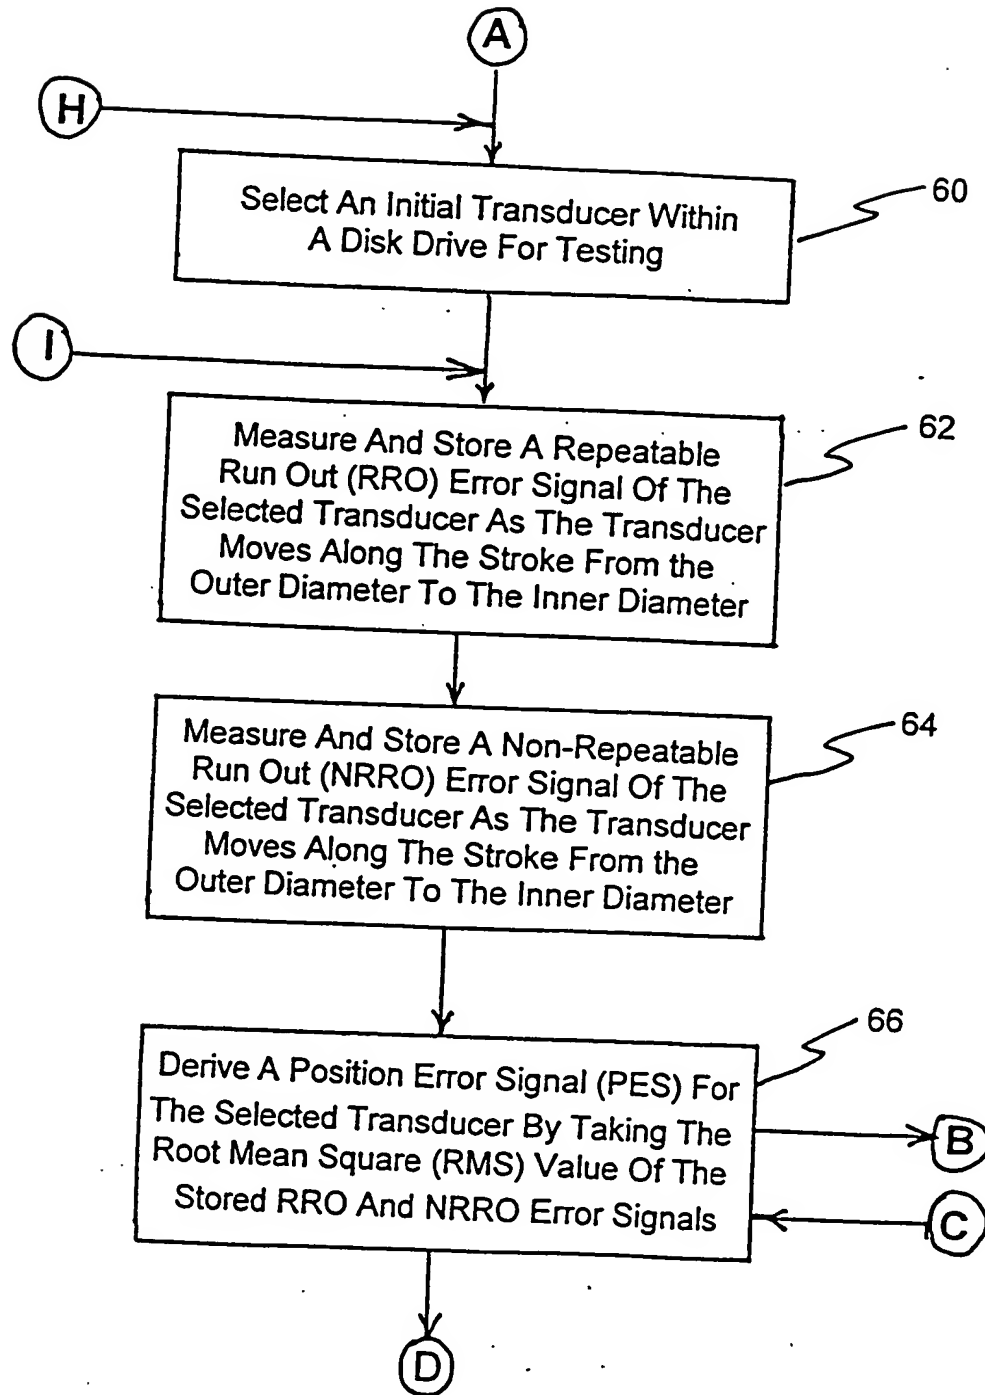 A
H
Select An Initial Transducer Within
A Disk Drive For Testing
60
I
Measure And Store A Repeatable
Run Out (RRO) Error Signal Of The
Selected Transducer As The Transducer
Moves Along The Stroke From the
Outer Diameter To The Inner Diameter
62
Measure And Store A Non-Repeatable
Run Out (NRRO) Error Signal Of The
Selected Transducer As The Transducer
Moves Along The Stroke From the
Outer Diameter To The Inner Diameter
64
Derive A Position Error Signal (PES) For
The Selected Transducer By Taking The
Root Mean Square (RMS) Value Of The
Stored RRO And NRRO Error Signals
66
B
C
D